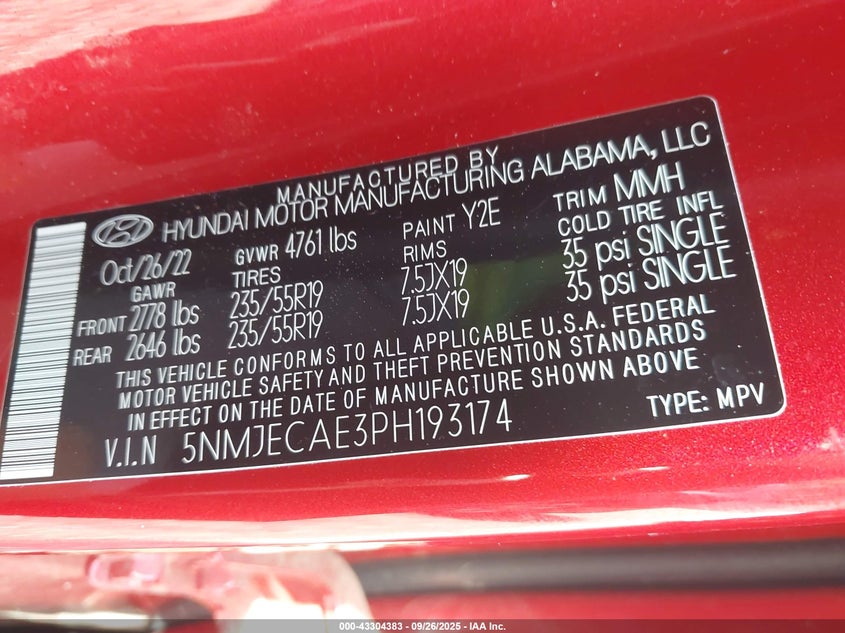 MANUFACTURED BY
HYUNDAI MOTOR MANUFACTURING ALABAMA, LLC
Oct/26/22 GVWR 4761 lbs PAINT Y2E TRIM MMH
GAWR TIRES RIMS COLD TIRE INFL
FRONT 2778 lbs 235/55R19 7.5JX19 35 psi SINGLE
REAR 2646 lbs 235/55R19 7.5JX19 35 psi SINGLE
THIS VEHICLE CONFORMS TO ALL APPLICABLE U.S.A. FEDERAL
MOTOR VEHICLE SAFETY AND THEFT PREVENTION STANDARDS
IN EFFECT ON THE DATE OF MANUFACTURE SHOWN ABOVE
V.I.N 5NMJECAE3PH193174 TYPE: MPV
000-43304383 - 09/26/2025 - IAA Inc.